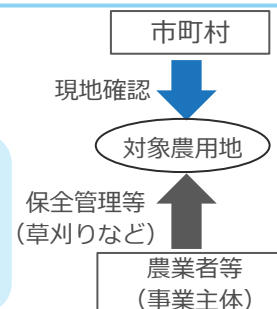 市町村
現地確認
対象農用地
保全管理等
（草刈りなど）
農業者等
（事業主体）